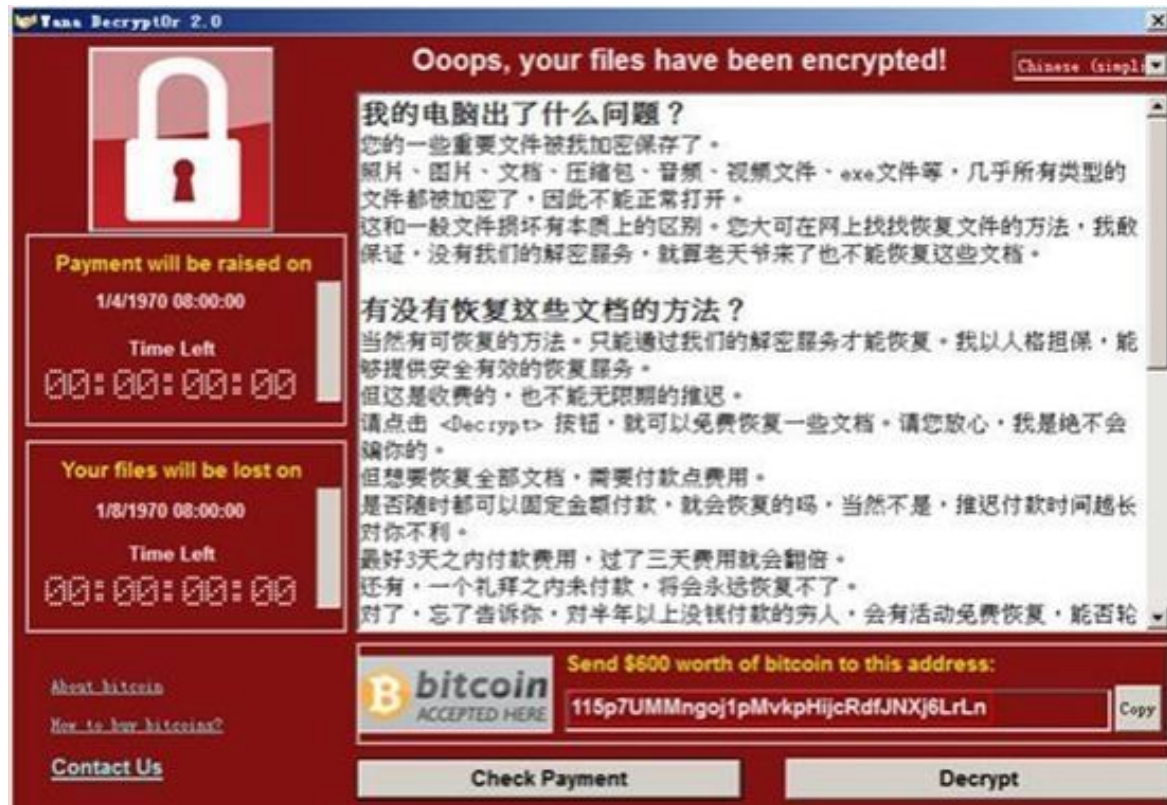 Wana Decrypt0r 2.0
Ooops, your files have been encrypted!
Chinese (simpl
Payment will be raised on
1/4/1970 08:00:00
Time Left
00:00:00:00
Your files will be lost on
1/8/1970 08:00:00
Time Left
00:00:00:00
About bitcoin
How to buy bitcoins?
Contact Us
我的电脑出了什么问题？
您的一些重要文件被我加密保存了。
照片、图片、文档、压缩包、音频、视频文件、exe文件等，几乎所有类型的
文件都被加密了，因此不能正常打开。
这和一般文件损坏有本质上的区别。您大可在网上找找恢复文件的方法，我敢
保证，没有我们的解密服务，就算老天爷来了也不能恢复这些文档。
有没有恢复这些文档的方法？
当然有可恢复的方法。只能通过我们的解密服务才能恢复。我以人格担保，能
够提供安全有效的恢复服务。
但这是收费的，也不能无限期的推迟。
请点击 <Decrypt> 按钮，就可以免费恢复一些文档。请您放心，我是绝不会
骗你的。
但想要恢复全部文档，需要付款点费用。
是否随时都可以固定金额付款，就会恢复的吗，当然不是，推迟付款时间越长
对你不利。
最好3天之内付款费用，过了三天费用就会翻倍。
还有，一个礼拜之内未付款，将会永远恢复不了。
对了，忘了告诉你，对半年以上没钱付款的穷人，会有活动免费恢复，能否轮
bitcoin
ACCEPTED HERE
Send $600 worth of bitcoin to this address:
115p7UMMngoj1pMvkpHijcRdfJNXj6LrLn
Copy
Check Payment
Decrypt